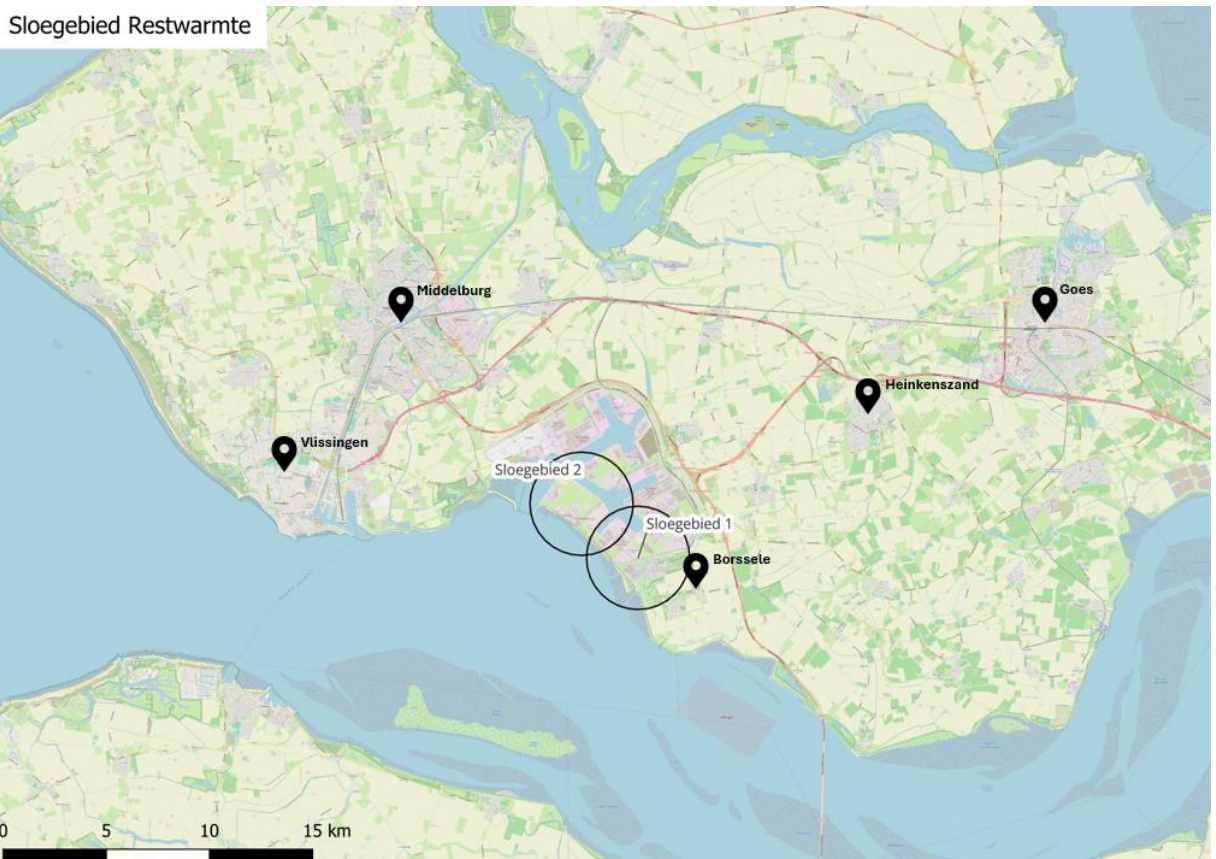 Sloegebied Restwarmte
Middelburg
Goes
Heinkenszand
Vlissingen
Sloegebied 2
Sloegebied 1
Borssele
0 5 10 15 km